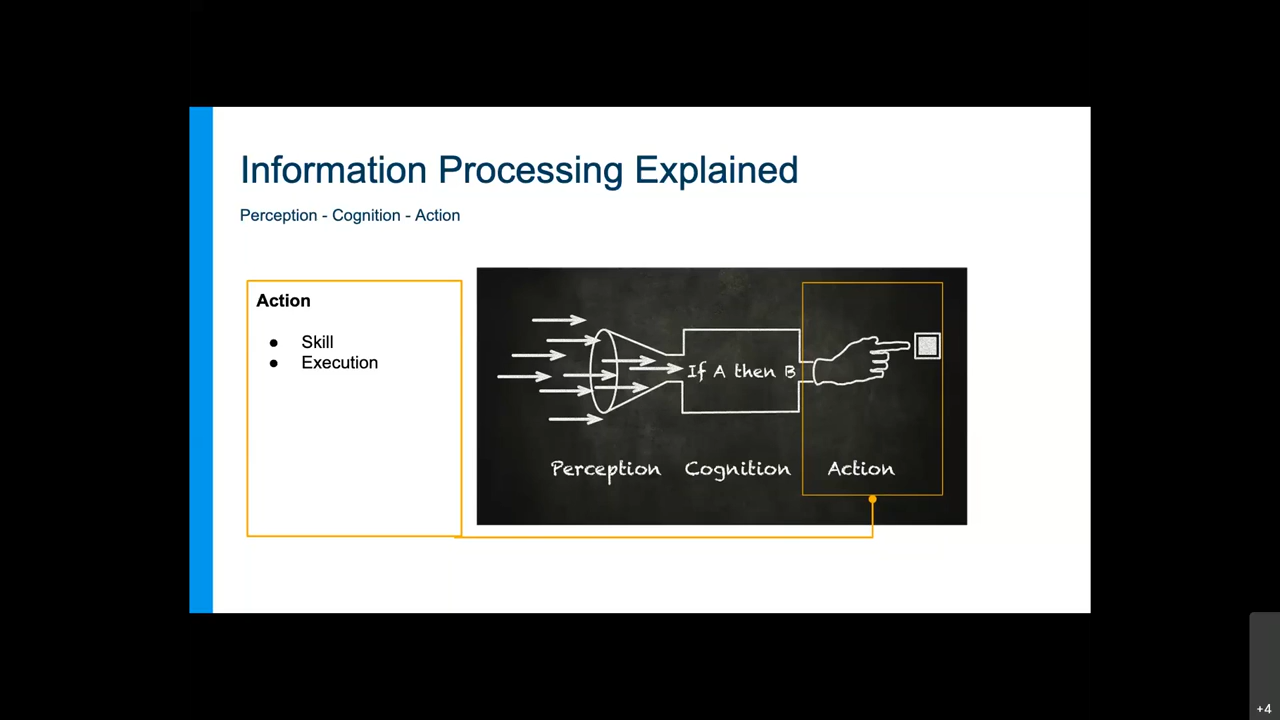 Information Processing Explained
Perception - Cognition - Action
Action
● Skill
● Execution
If A then B
Perception Cognition Action
+4